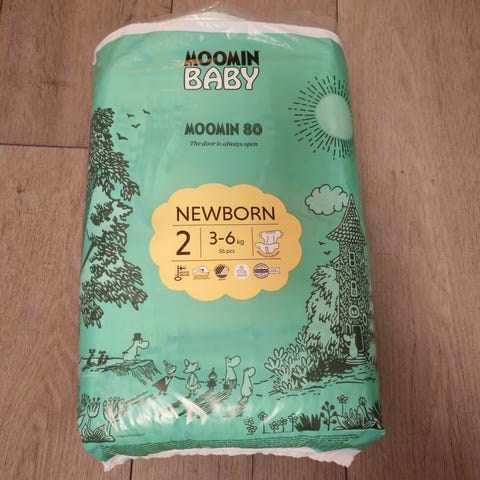 MOOMIN
BABY
MOOMIN 80
The door is always open
NEWBORN
2 3-6 kg
56 pcs